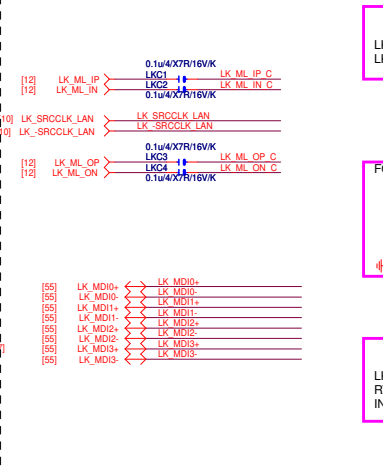 0.1u/4/X7R/16V/K
[12] LK_ML_IP LKC1 LK_ML_IP_C
[12] LK_ML_IN LKC2 LK_ML_IN_C
0.1u/4/X7R/16V/K
10] LK_SRCCLK_LAN LK_SRCCLK_LAN
0] LK_-SRCCLK_LAN LK_-SRCCLK_LAN
0.1u/4/X7R/16V/K
[12] LK_ML_OP LKC3 LK_ML_OP_C
[12] LK_ML_ON LKC4 LK_ML_ON_C
0.1u/4/X7R/16V/K
[55] LK_MDI0+ LK_MDI0+
[55] LK_MDI0- LK_MDI0-
[55] LK_MDI1+ LK_MDI1+
[55] LK_MDI1- LK_MDI1-
[55] LK_MDI2+ LK_MDI2+
[55] LK_MDI2- LK_MDI2-
[55] LK_MDI3+ LK_MDI3+
[55] LK_MDI3- LK_MDI3-